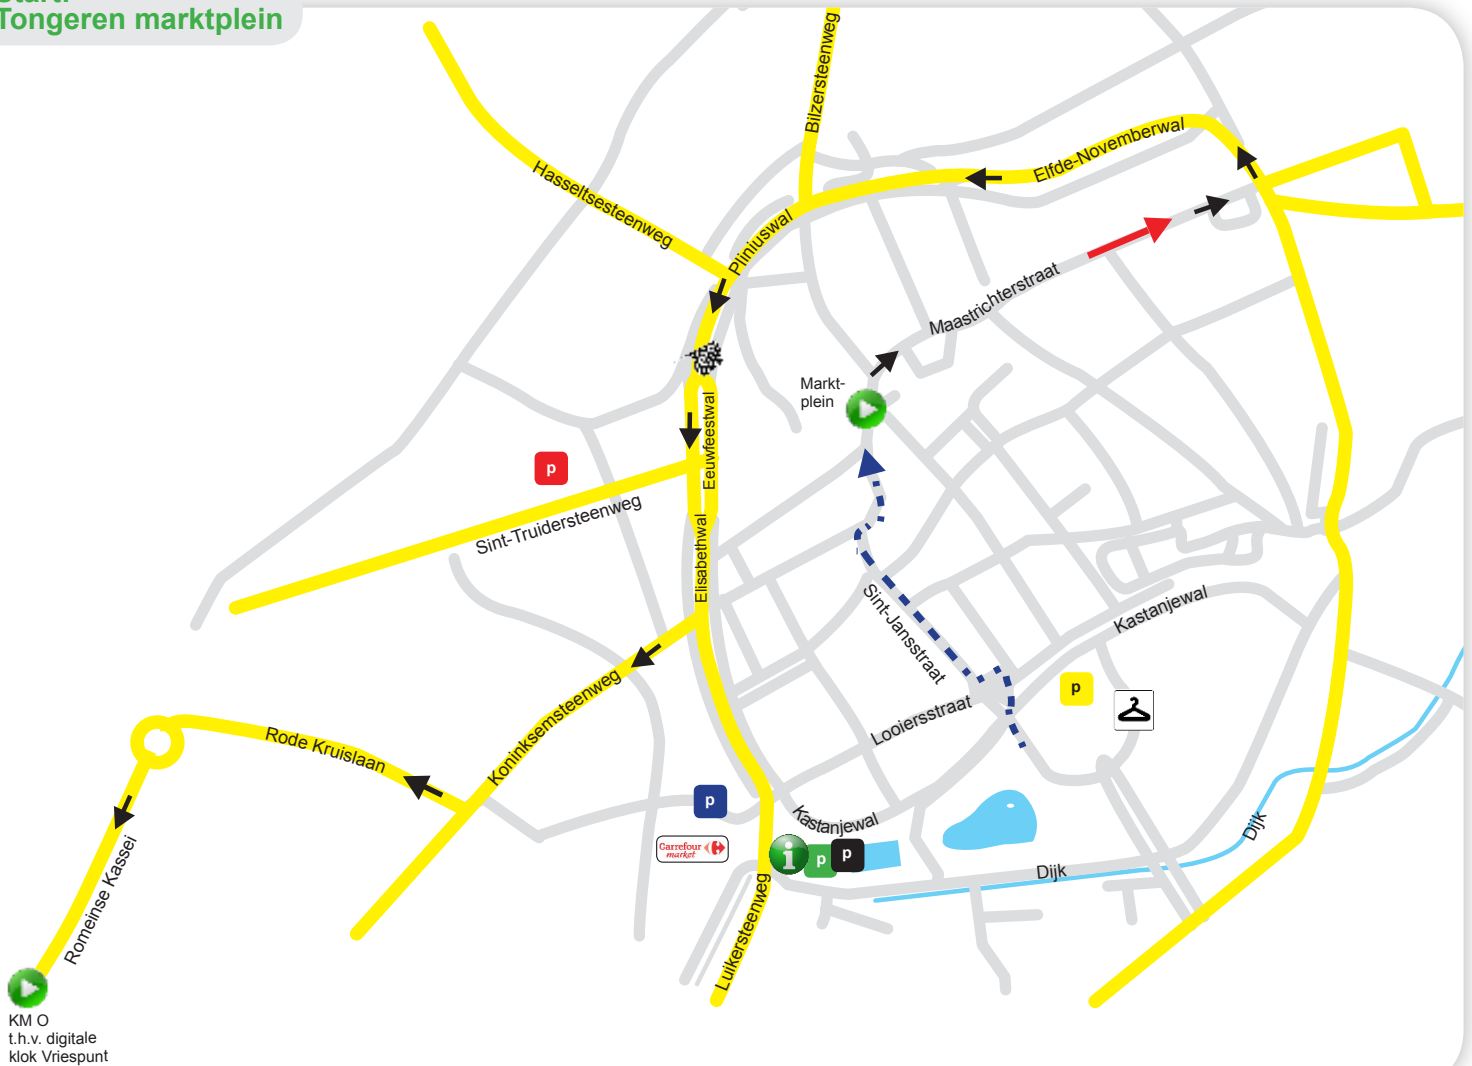 Start:
Tongeren marktplein
Bilzersteenweg
Elfde-Novemberwal
Hasseltsesteenweg
Pliniuswal
Maastrichterstraat
Markt-
plein
Eeuwfeestwal
p
Sint-Truidersteenweg
Elisabethwal
Sint-Jansstraat
Kastanjewal
p
Looiersstraat
Koninksemsteenweg
Rode Kruislaan
p
Kastanjewal
Carrefour
market
i
p
p
Dijk
Dijk
Luikersteenweg
Romeinse Kassei
KM O
t.h.v. digitale
klok Vriespunt